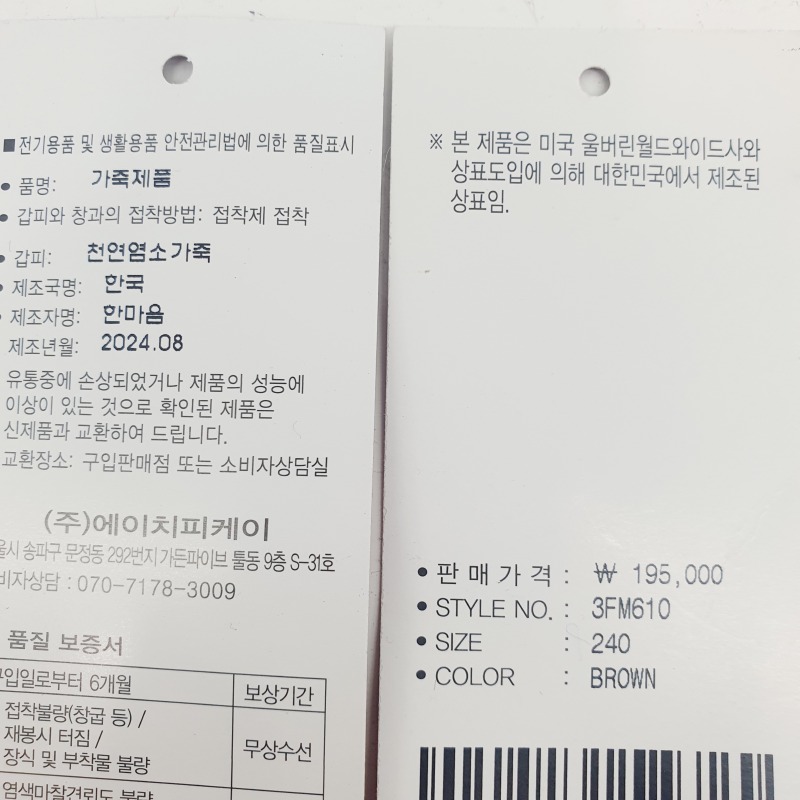 ■전기용품 및 생활용품 안전관리법에 의한 품질표시
● 품명: 가죽제품
● 갑피와 창과의 접착방법: 접착제 접착
● 갑피: 천연염소가죽
● 제조국명: 한국
● 제조자명: 한마음
제조년월: 2024.08
유통중에 손상되었거나 제품의 성능에
이상이 있는 것으로 확인된 제품은
신제품과 교환하여 드립니다.
교환장소: 구입판매점 또는 소비자상담실
(주)에이치피케이
울시 송파구 문정동 292번지 가든파이브 툴동 9층 S-31호
비자상담 : 070-7178-3009
품질 보증서
구입일로부터 6개월 보상기간
접착불량(창굽 등) /
재봉시 터짐 /
장식 및 부착물 불량
무상수선
염색마찰견뢰도 불량
※ 본 제품은 미국 울버린월드와이드사와
상표도입에 의해 대한민국에서 제조된
상표임.
● 판매가격 : ₩ 195,000
● STYLE NO. : 3FM610
● SIZE : 240
● COLOR : BROWN